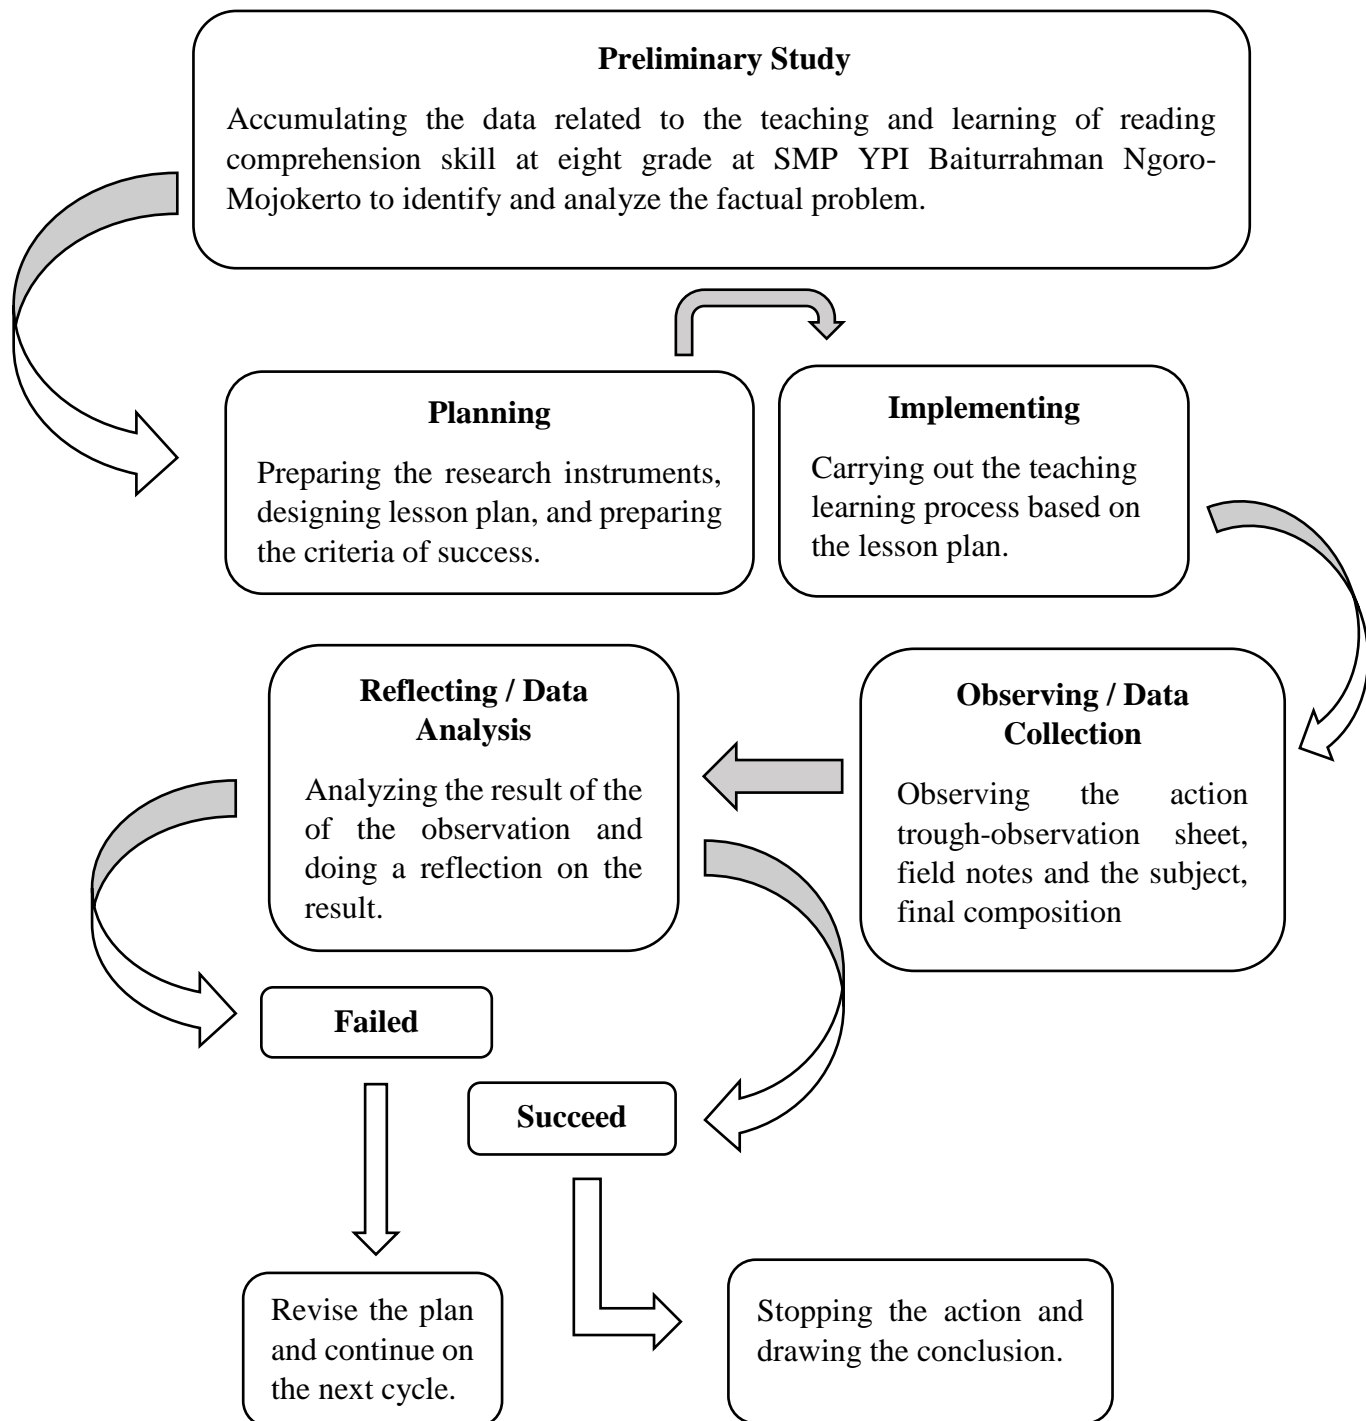 Preliminary Study
Accumulating the data related to the teaching and learning of reading
comprehension skill at eight grade at SMP YPI Baiturrahman Ngoro-
Mojokerto to identify and analyze the factual problem.
Planning
Preparing the research instruments,
designing lesson plan, and preparing
the criteria of success.
Implementing
Carrying out the teaching
learning process based on
the lesson plan.
Reflecting / Data
Analysis
Analyzing the result of the
of the observation and
doing a reflection on the
result.
Observing / Data
Collection
Observing the action
trough-observation sheet,
field notes and the subject,
final composition
Failed
Succeed
Revise the plan
and continue on
the next cycle.
Stopping the action and
drawing the conclusion.